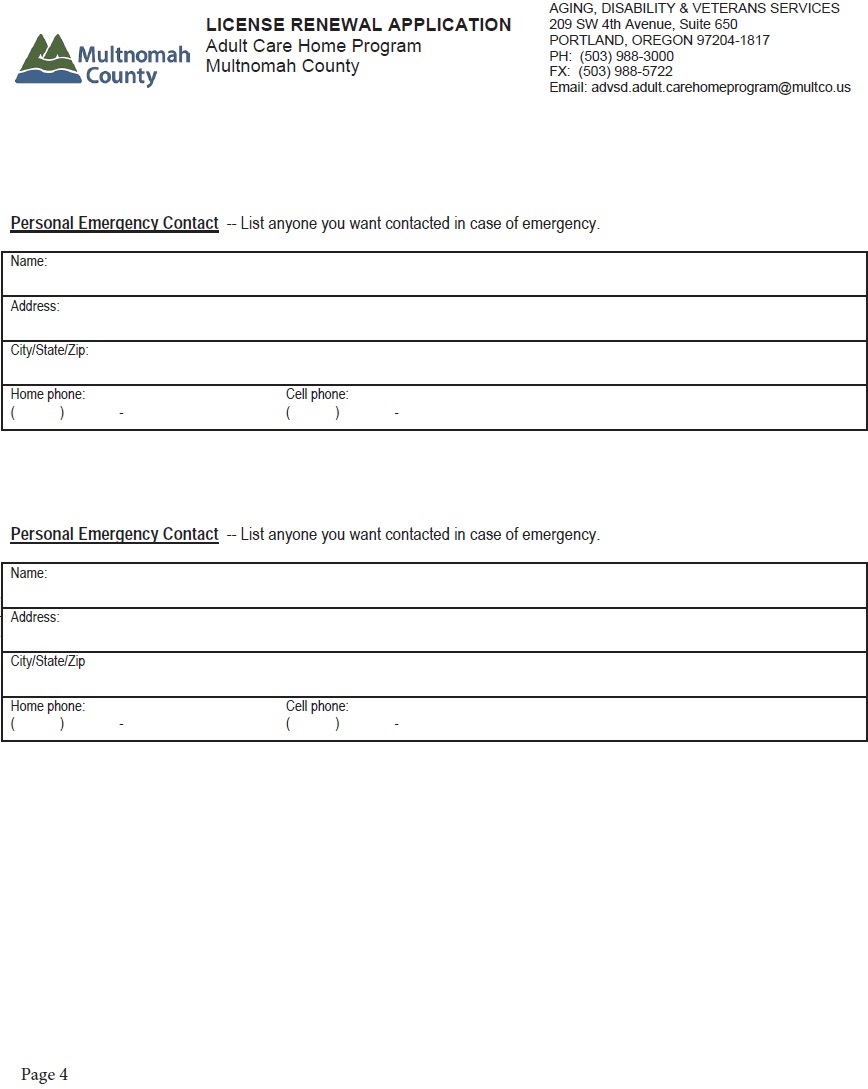 Multnomah
County
LICENSE RENEWAL APPLICATION
Adult Care Home Program
Multnomah County
AGING, DISABILITY & VETERANS SERVICES
209 SW 4th Avenue, Suite 650
PORTLAND, OREGON 97204-1817
PH: (503) 988-3000
FX: (503) 988-5722
Email: advsd.adult.carehomeprogram@multco.us
Personal Emergency Contact -- List anyone you want contacted in case of emergency.
Name:
Address:
City/State/Zip:
Home phone: Cell phone:
( ) - ( ) -
Personal Emergency Contact -- List anyone you want contacted in case of emergency.
Name:
Address:
City/State/Zip
Home phone: Cell phone:
( ) - ( ) -
Page 4